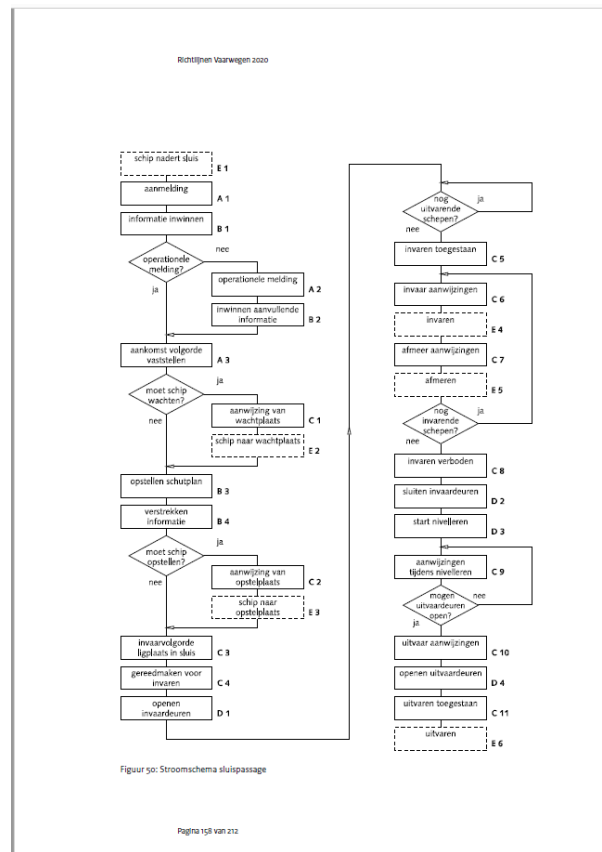 Richtlijnen Vaarwegen 2020
schip nadert sluis
E 1
aanmelding
A 1
informatie inwinnen
B 1
operationele
melding?
nee
ja
operationele melding
A 2
inwinnen aanvullende
informatie
B 2
aankomst volgorde
vaststellen
A 3
moet schip
wachten?
ja
nee
aanwijzing van
wachtplaats
C 1
schip naar wachtplaats
E 2
opstellen schutplan
B 3
verstrekken
informatie
B 4
moet schip
opstellen?
ja
nee
aanwijzing van
opstelplaats
C 2
schip naar
opstelplaats
E 3
invaarvolgorde
ligplaats in sluis
C 3
gereedmaken voor
invaren
C 4
openen
invaardeuren
D 1
nog
uitvarende
schepen?
ja
nee
invaren toegestaan
C 5
invaar aanwijzingen
C 6
invaren
E 4
afmeer aanwijzingen
C 7
afmeren
E 5
nog
invarende
schepen?
ja
nee
invaren verboden
C 8
sluiten invaardeuren
D 2
start nivelleren
D 3
aanwijzingen
tijdens nivelleren
C 9
mogen
uitvaardeuren
open?
nee
ja
uitvaar aanwijzingen
C 10
openen uitvaardeuren
D 4
uitvaren toegestaan
C 11
uitvaren
E 6
Figuur 50: Stroomschema sluispassage
Pagina 158 van 212